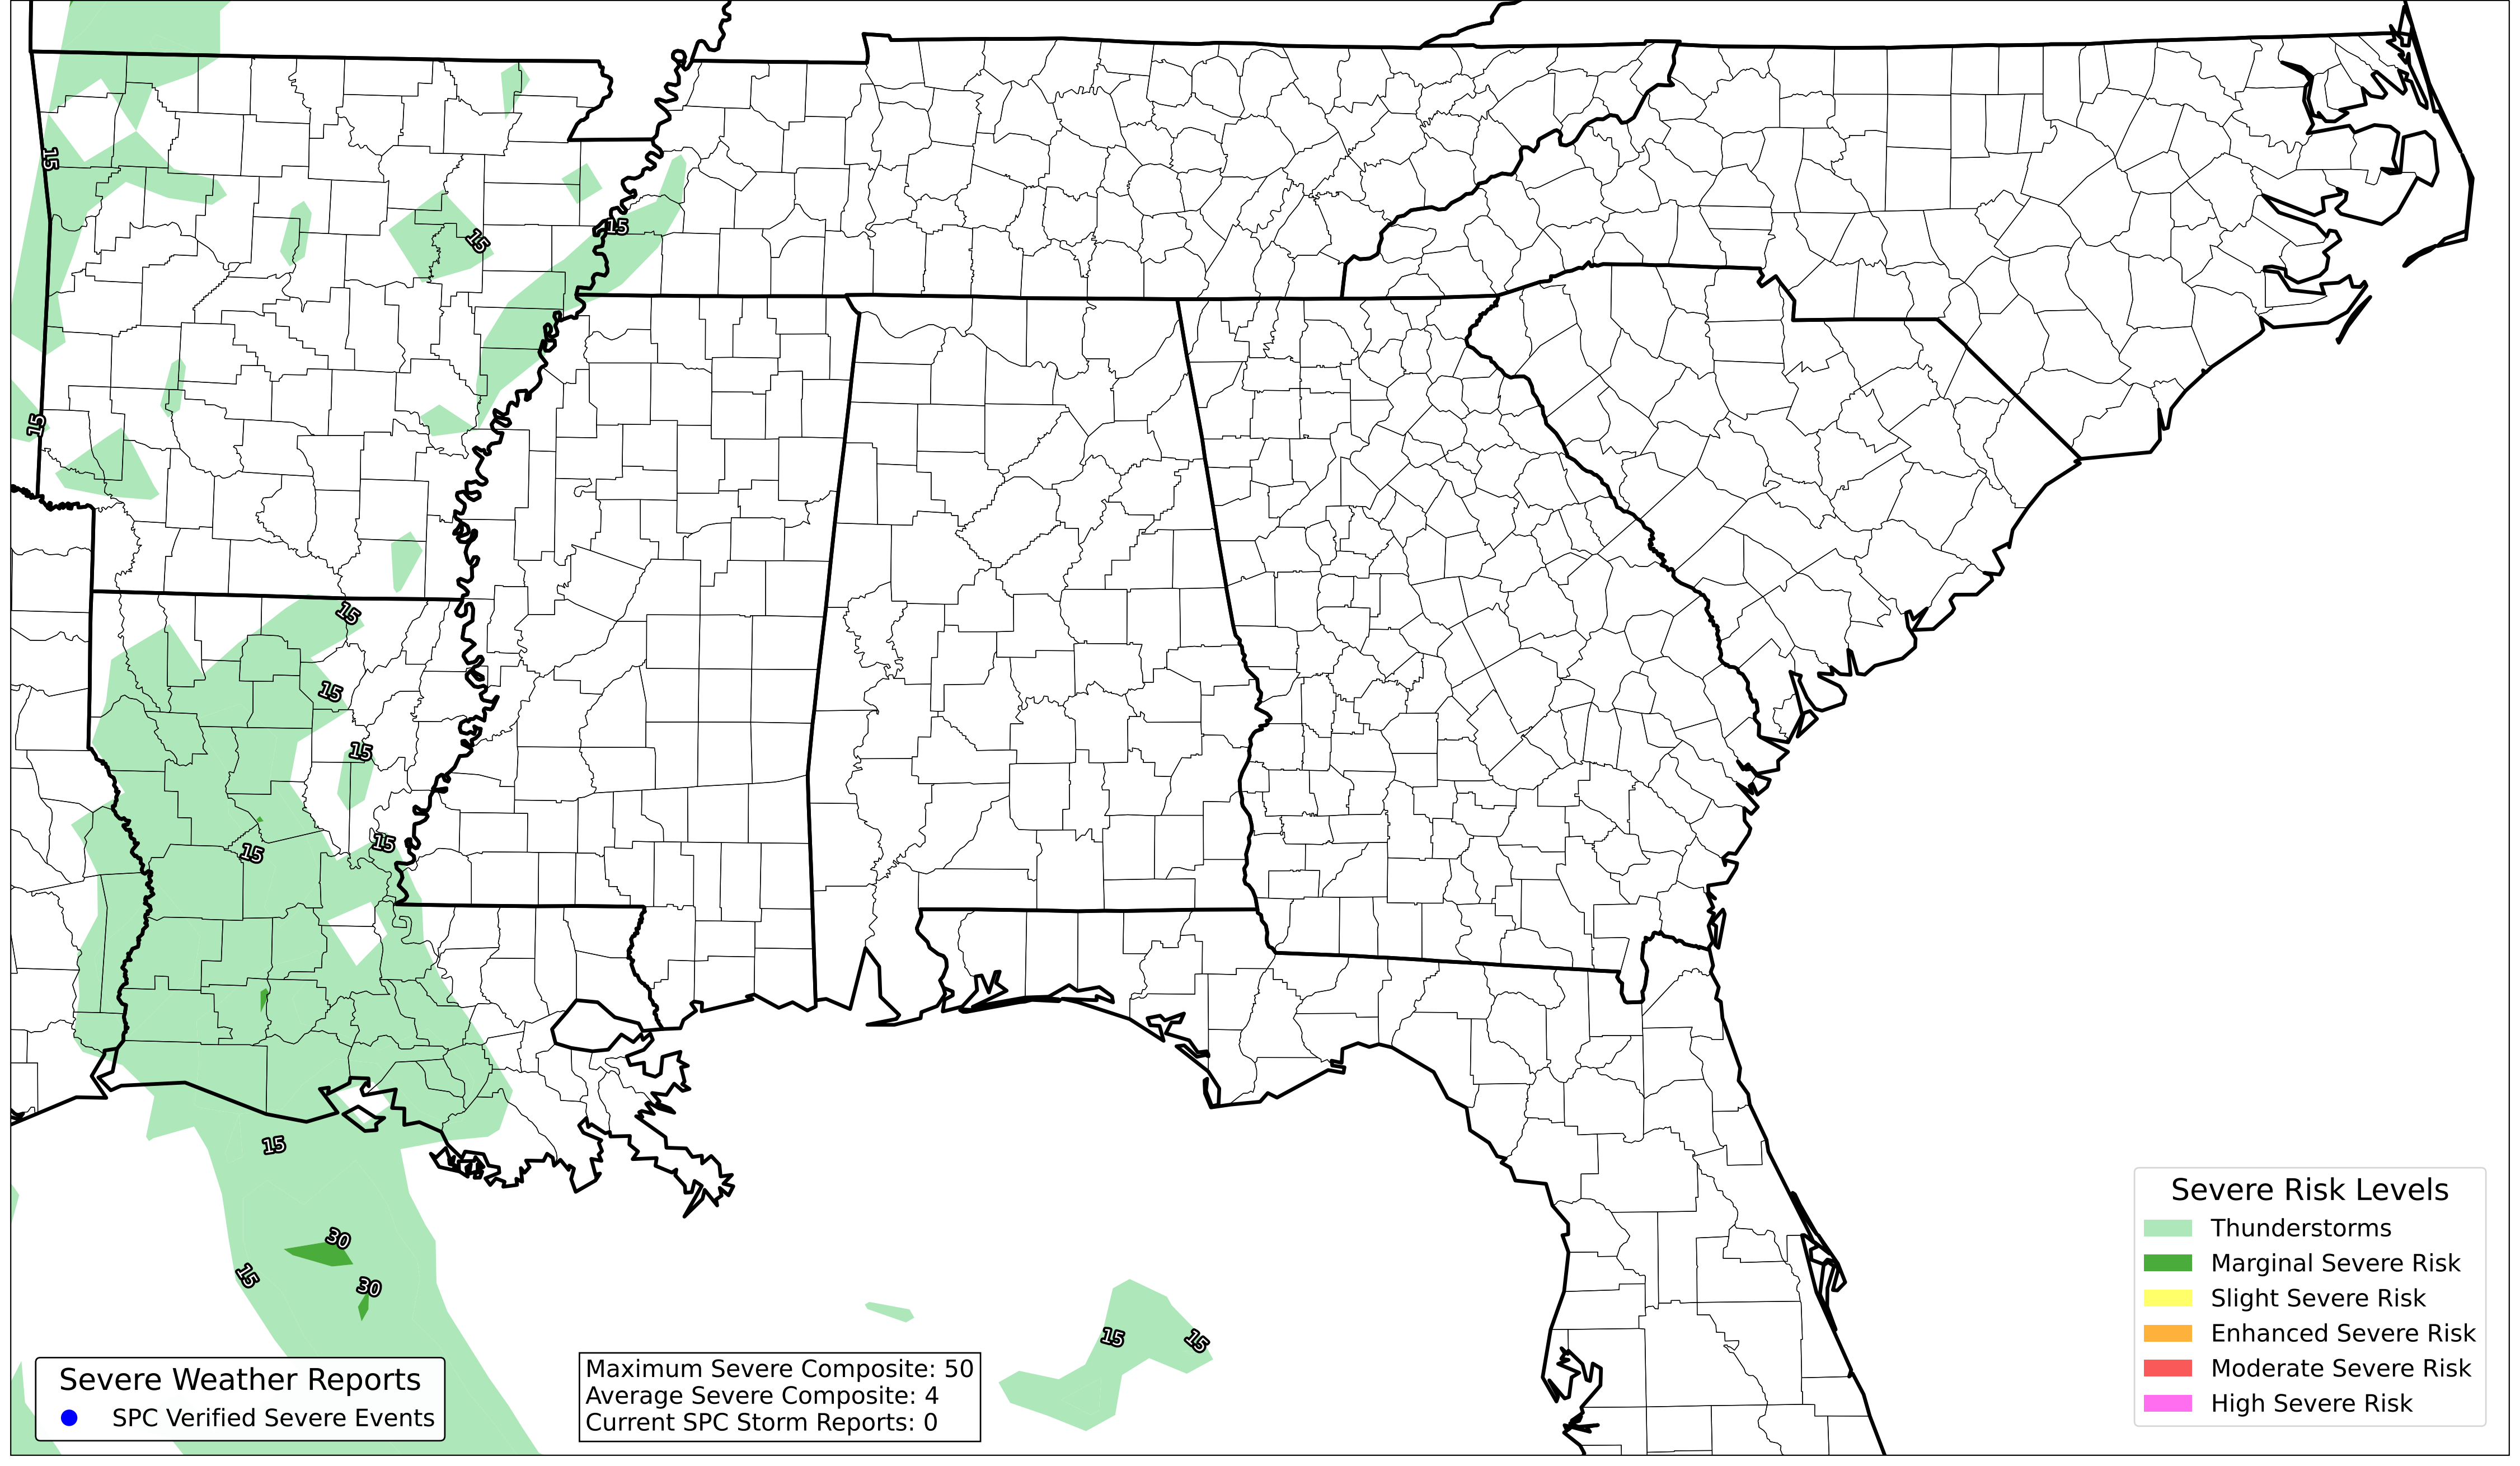 15
15
15
15
15
15
15
15
15
15
15
30
15
30
15
15
Severe Weather Reports
SPC Verified Severe Events
Maximum Severe Composite: 50
Average Severe Composite: 4
Current SPC Storm Reports: 0
Severe Risk Levels
Thunderstorms
Marginal Severe Risk
Slight Severe Risk
Enhanced Severe Risk
Moderate Severe Risk
High Severe Risk